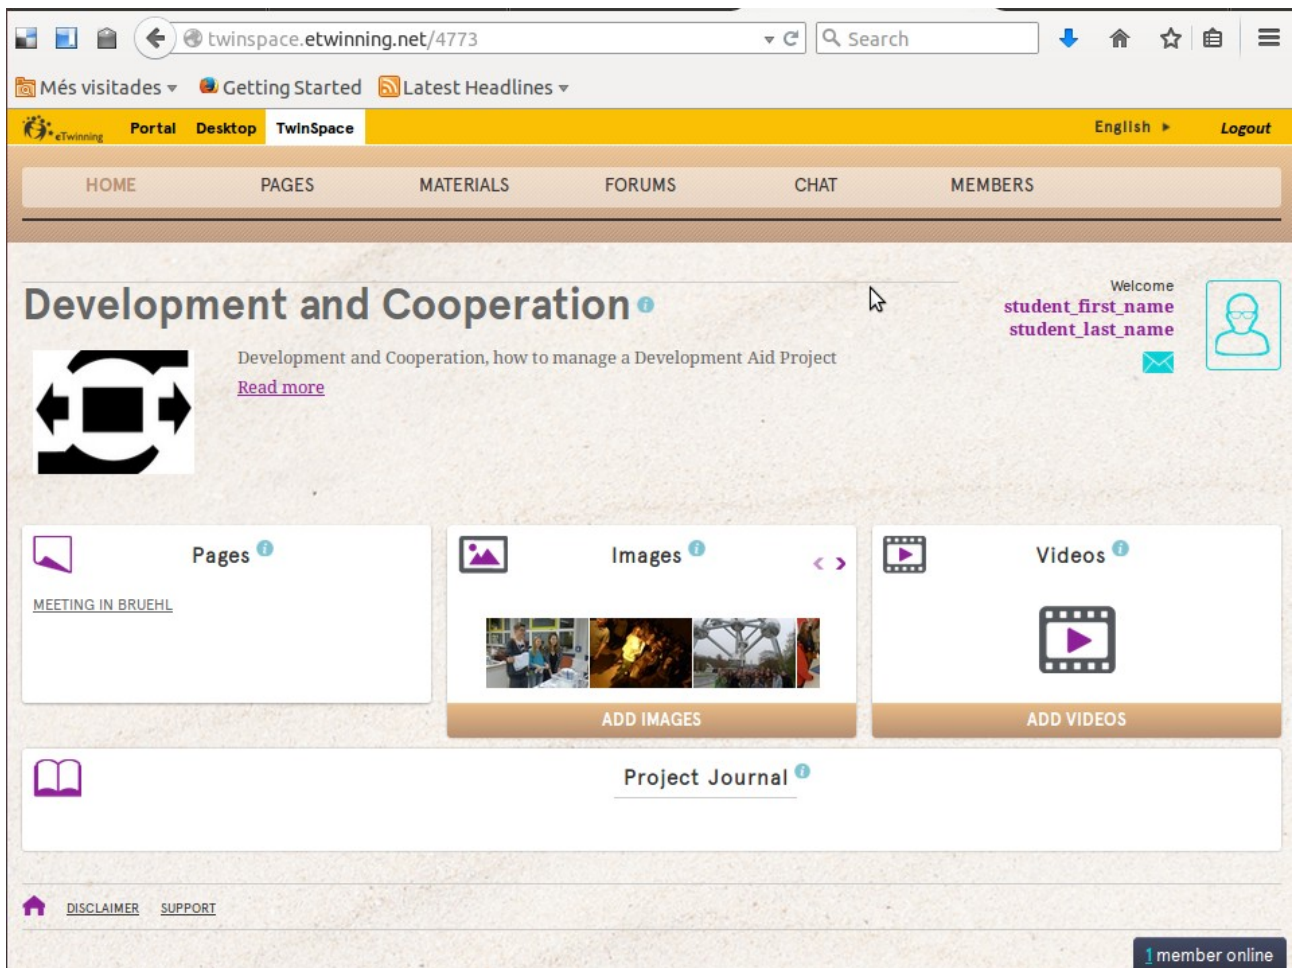 twinspace.etwinning.net/4773
Search
Més visitades
Getting Started
Latest Headlines
eTwinning
Portal
Desktop
TwinSpace
English
Logout
HOME
PAGES
MATERIALS
FORUMS
CHAT
MEMBERS
Development and Cooperation
Welcome
student_first_name
student_last_name
Development and Cooperation, how to manage a Development Aid Project
Read more
Pages
MEETING IN BRUEHL
Images
ADD IMAGES
Videos
ADD VIDEOS
Project Journal
DISCLAIMER
SUPPORT
1 member online